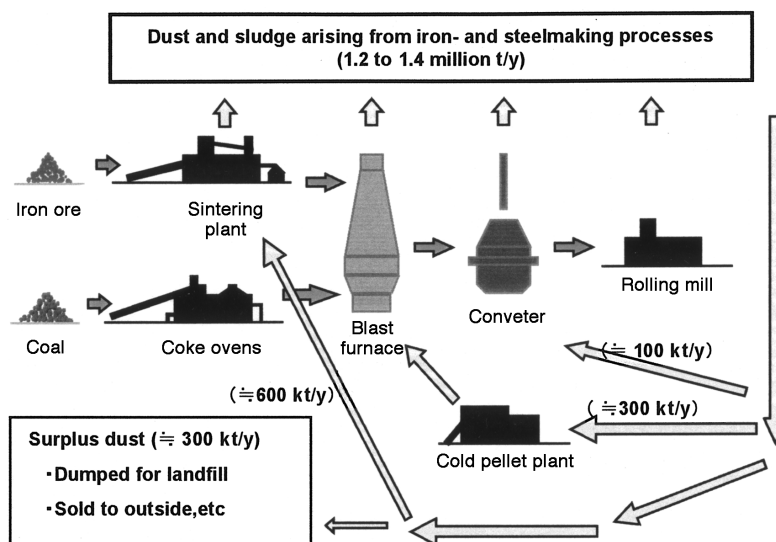 Dust and sludge arising from iron- and steelmaking processes
(1.2 to 1.4 million t/y)
Iron ore
Sintering
plant
Rolling mill
Conveter
Blast
furnace
Coal
Coke ovens
(≒ 100 kt/y)
(≒600 kt/y)
(≒300 kt/y)
Cold pellet plant
Surplus dust (≒ 300 kt/y)
・Dumped for landfill
・Sold to outside,etc